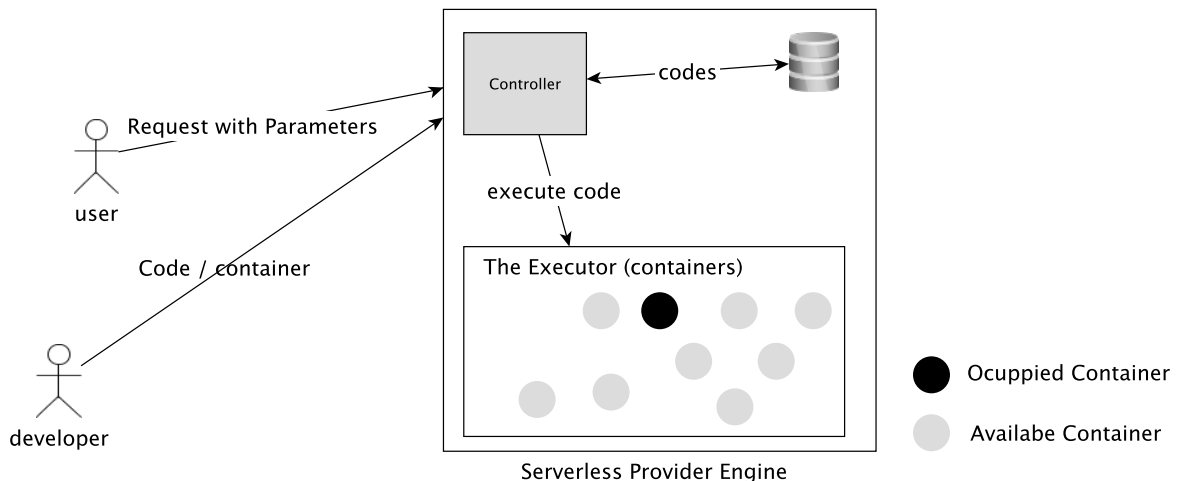 Controller
codes
Request with Parameters
execute code
user
The Executor (containers)
Code / container
Ocuppied Container
developer
Availabe Container
Serverless Provider Engine